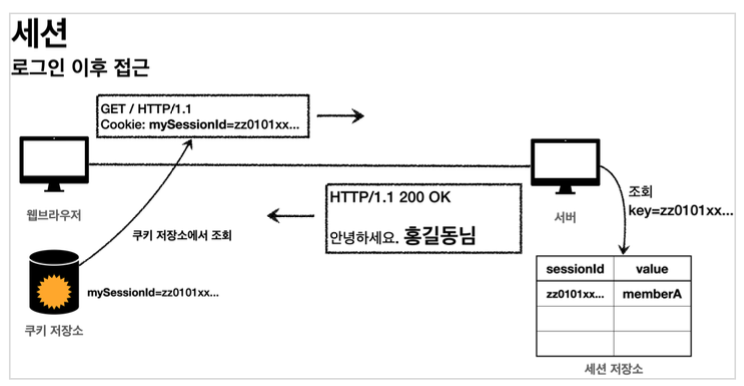 세션
로그인 이후 접근
GET / HTTP/1.1
Cookie: mySessionId=zz0101xx...
웹브라우저
서버
조회
key=zz0101xx...
HTTP/1.1 200 OK
안녕하세요. 홍길동님
쿠키 저장소에서 조회
mySessionId=zz0101xx...
쿠키 저장소
sessionId value
zz0101xx... memberA
세션 저장소